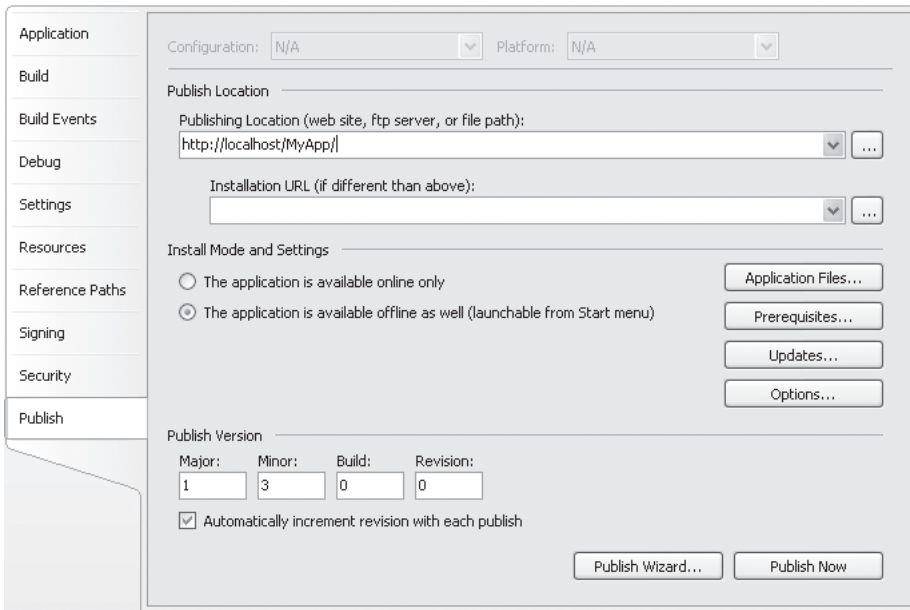 Application
Build
Build Events
Debug
Settings
Resources
Reference Paths
Signing
Security
Publish
Configuration: N/A Platform: N/A
Publish Location
Publishing Location (web site, ftp server, or file path):
http://localhost/MyApp/
...
Installation URL (if different than above):
...
Install Mode and Settings
The application is available online only
The application is available offline as well (launchable from Start menu)
Application Files...
Prerequisites...
Updates...
Options...
Publish Version
Major: Minor: Build: Revision:
1 3 0 0
Automatically increment revision with each publish
Publish Wizard... Publish Now